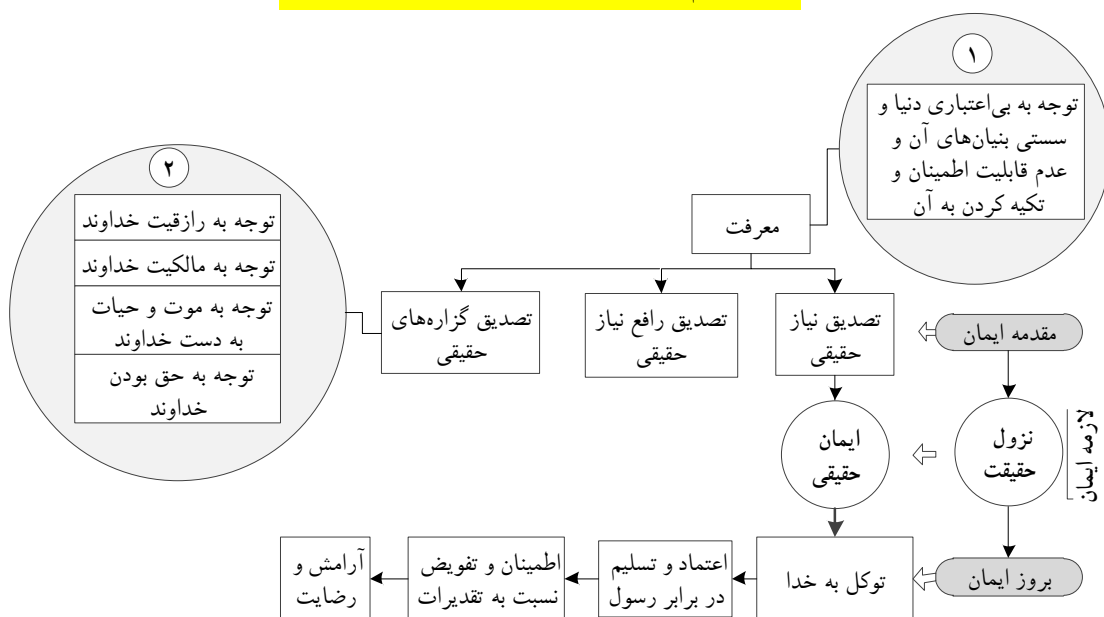 ۱
توجه به بی‌اعتباری دنیا و
سستی بنیان‌های آن و
عدم قابلیت اطمینان و
تکیه کردن به آن
۲
توجه به رازقیت خداوند
توجه به مالکیت خداوند
توجه به موت و حیات
به دست خداوند
توجه به حق بودن
خداوند
معرفت
مقدمه ایمان
تصدیق نیاز
حقیقی
تصدیق رافع نیاز
حقیقی
تصدیق گزاره‌های
حقیقی
لازمه ایمان
نزول
حقیقت
ایمان
حقیقی
بروز ایمان
توکل به خدا
اعتماد و تسلیم
در برابر رسول
اطمینان و تفویض
نسبت به تقدیرات
آرامش و
رضایت